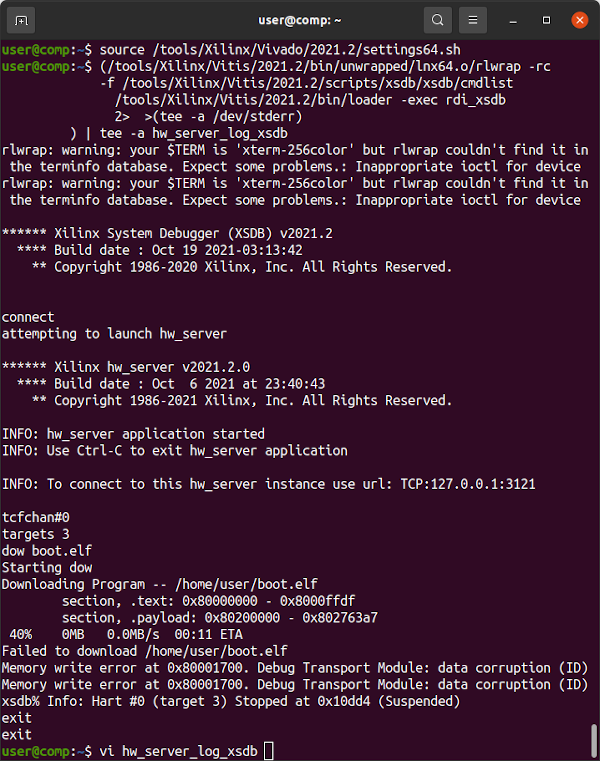 user@comp: ~
user@comp:~$ source /tools/Xilinx/Vivado/2021.2/settings64.sh
user@comp:~$ (/tools/Xilinx/Vitis/2021.2/bin/unwrapped/lnx64.o/rlwrap -rc
-f /tools/Xilinx/Vitis/2021.2/scripts/xsdb/xsdb/cmdlist
/tools/Xilinx/Vitis/2021.2/bin/loader -exec rdi_xsdb
2> >(tee -a /dev/stderr)
) | tee -a hw_server_log_xsdb
rlwrap: warning: your $TERM is 'xterm-256color' but rlwrap couldn't find it in
the terminfo database. Expect some problems.: Inappropriate ioctl for device
rlwrap: warning: your $TERM is 'xterm-256color' but rlwrap couldn't find it in
the terminfo database. Expect some problems.: Inappropriate ioctl for device
****** Xilinx System Debugger (XSDB) v2021.2
**** Build date : Oct 19 2021-03:13:42
** Copyright 1986-2020 Xilinx, Inc. All Rights Reserved.
connect
attempting to launch hw_server
****** Xilinx hw_server v2021.2.0
**** Build date : Oct  6 2021 at 23:40:43
** Copyright 1986-2021 Xilinx, Inc. All Rights Reserved.
INFO: hw_server application started
INFO: Use Ctrl-C to exit hw_server application
INFO: To connect to this hw_server instance use url: TCP:127.0.0.1:3121
tcfchan#0
targets 3
dow boot.elf
Starting dow
Downloading Program -- /home/user/boot.elf
section, .text: 0x80000000 - 0x8000ffdf
section, .payload: 0x80200000 - 0x802763a7
40%    0MB   0.0MB/s  00:11 ETA
Failed to download /home/user/boot.elf
Memory write error at 0x80001700. Debug Transport Module: data corruption (ID)
Memory write error at 0x80001700. Debug Transport Module: data corruption (ID)
xsdb% Info: Hart #0 (target 3) Stopped at 0x10dd4 (Suspended)
exit
exit
user@comp:~$ vi hw_server_log_xsdb